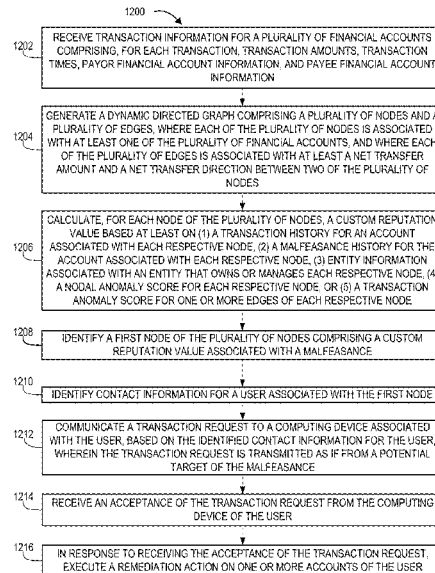 1200
1202
RECEIVE TRANSACTION INFORMATION FOR A PLURALITY OF FINANCIAL ACCOUNTS
COMPRISING, FOR EACH TRANSACTION, TRANSACTION AMOUNTS, TRANSACTION
TIMES, PAYOR FINANCIAL ACCOUNT INFORMATION, AND PAYEE FINANCIAL ACCOUNT
INFORMATION
1204
GENERATE A DYNAMIC DIRECTED GRAPH COMPRISING A PLURALITY OF NODES AND A
PLURALITY OF EDGES, WHERE EACH OF THE PLURALITY OF NODES IS ASSOCIATED
WITH AT LEAST ONE OF THE PLURALITY OF FINANCIAL ACCOUNTS, AND WHERE EACH
OF THE PLURALITY OF EDGES IS ASSOCIATED WITH AT LEAST A NET TRANSFER
AMOUNT AND A NET TRANSFER DIRECTION BETWEEN TWO OF THE PLURALITY OF
NODES
1206
CALCULATE, FOR EACH NODE OF THE PLURALITY OF NODES, A CUSTOM REPUTATION
VALUE BASED AT LEAST ON (1) A TRANSACTION HISTORY FOR AN ACCOUNT
ASSOCIATED WITH EACH RESPECTIVE NODE, (2) A MALFEASANCE HISTORY FOR THE
ACCOUNT ASSOCIATED WITH EACH RESPECTIVE NODE, (3) ENTITY INFORMATION
ASSOCIATED WITH AN ENTITY THAT OWNS OR MANAGES EACH RESPECTIVE NODE, (4)
A NODAL ANOMALY SCORE FOR EACH RESPECTIVE NODE, OR (5) A TRANSACTION
ANOMALY SCORE FOR ONE OR MORE EDGES OF EACH RESPECTIVE NODE
1208
IDENTIFY A FIRST NODE OF THE PLURALITY OF NODES COMPRISING A CUSTOM
REPUTATION VALUE ASSOCIATED WITH A MALFEASANCE
1210
IDENTIFY CONTACT INFORMATION FOR A USER ASSOCIATED WITH THE FIRST NODE
1212
COMMUNICATE A TRANSACTION REQUEST TO A COMPUTING DEVICE ASSOCIATED
WITH THE USER, BASED ON THE IDENTIFIED CONTACT INFORMATION FOR THE USER,
WHEREIN THE TRANSACTION REQUEST IS TRANSMITTED AS IF FROM A POTENTIAL
TARGET OF THE MALFEASANCE
1214
RECEIVE AN ACCEPTANCE OF THE TRANSACTION REQUEST FROM THE COMPUTING
DEVICE OF THE USER
1216
IN RESPONSE TO RECEIVING THE ACCEPTANCE OF THE TRANSACTION REQUEST,
EXECUTE A REMEDIATION ACTION ON ONE OR MORE ACCOUNTS OF THE USER